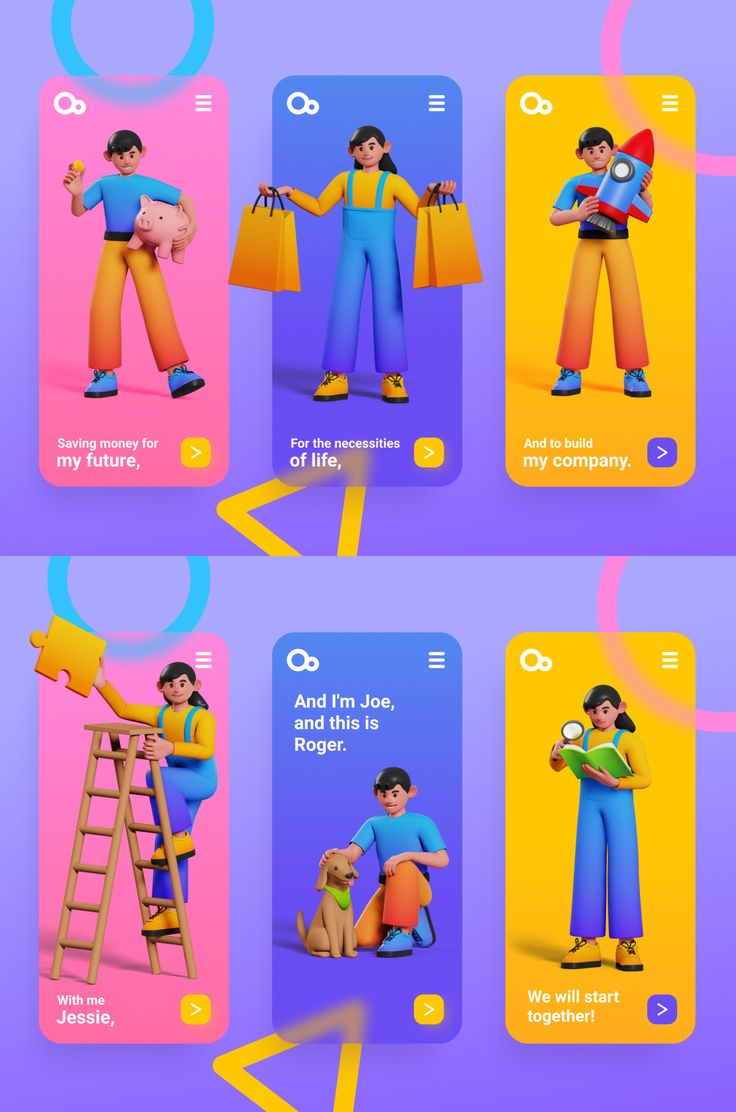 Saving money for
my future,
For the necessities
of life,
And to build
my company.
With me
Jessie,
And I'm Joe,
and this is
Roger.
We will start
together!